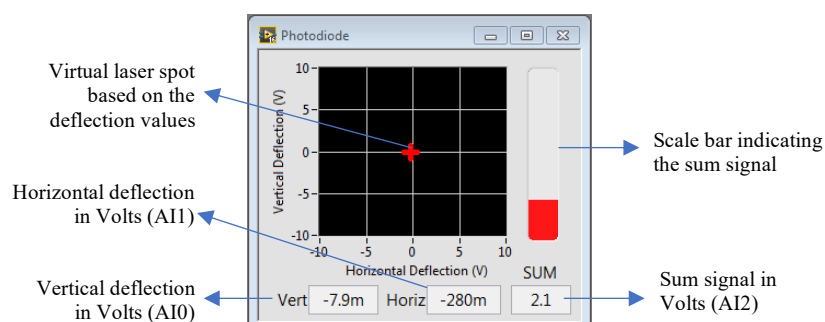 Photodiode
Virtual laser spot
based on the
deflection values
Horizontal deflection
in Volts (AI1)
Vertical deflection
in Volts (AI0)
Vertical Deflection (V)
10
5
0
-5
-10
-10 -5 0 5 10
Horizontal Deflection (V)
SUM
Vert -7.9m Horiz -280m 2.1
Scale bar indicating
the sum signal
Sum signal in
Volts (AI2)